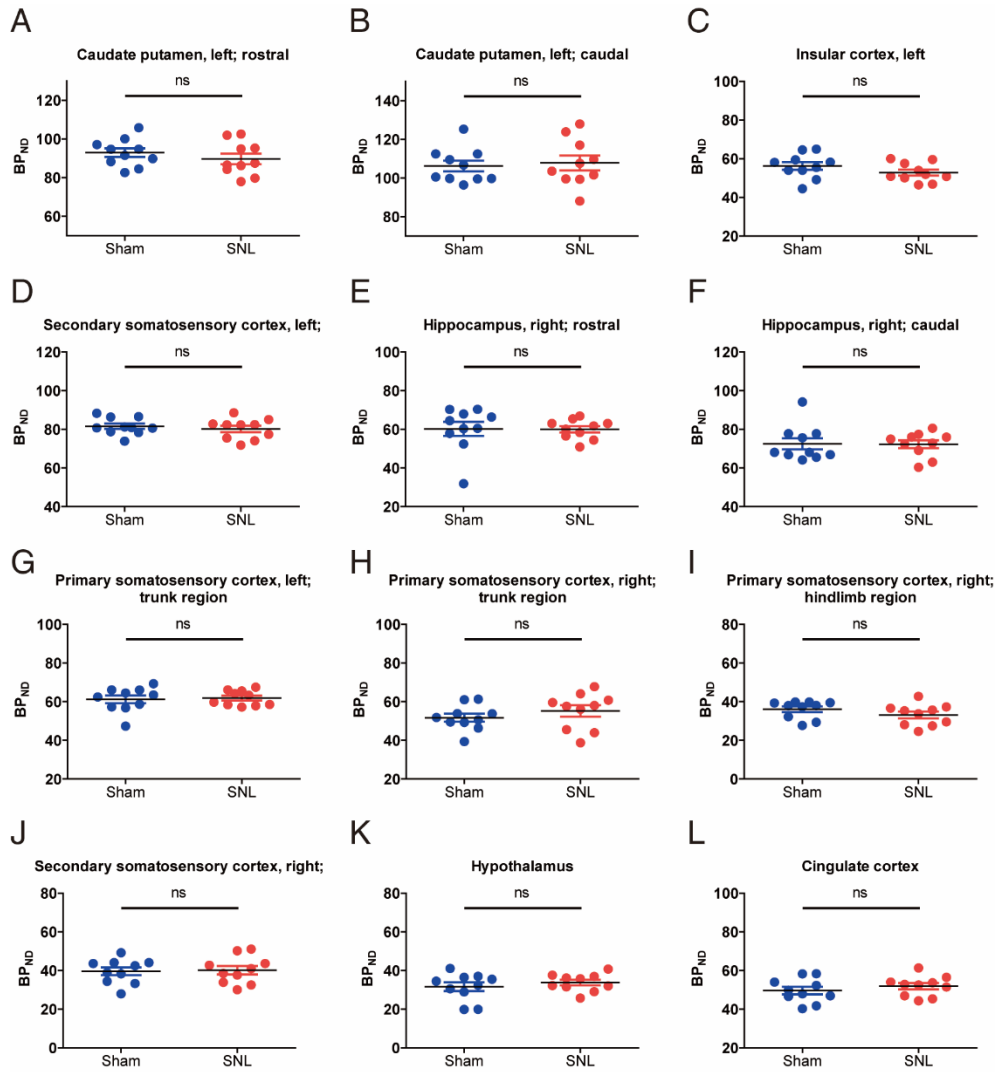 A
Caudate putamen, left; rostral
ns
120
100
80
60
BPND
Sham
SNL
B
Caudate putamen, left; caudal
ns
140
120
100
80
BPND
Sham
SNL
C
Insular cortex, left
ns
100
80
60
40
20
BPND
Sham
SNL
D
Secondary somatosensory cortex, left;
ns
120
100
80
60
40
BPND
Sham
SNL
E
Hippocampus, right; rostral
ns
100
80
60
40
20
BPND
Sham
SNL
F
Hippocampus, right; caudal
ns
120
100
80
60
40
BPND
Sham
SNL
G
Primary somatosensory cortex, left;
trunk region
ns
100
80
60
40
20
BPND
Sham
SNL
H
Primary somatosensory cortex, right;
trunk region
ns
100
80
60
40
20
BPND
Sham
SNL
I
Primary somatosensory cortex, right;
hindlimb region
ns
80
60
40
20
0
BPND
Sham
SNL
J
Secondary somatosensory cortex, right;
ns
80
60
40
20
0
BPND
Sham
SNL
K
Hypothalamus
ns
80
60
40
20
0
BPND
Sham
SNL
L
Cingulate cortex
ns
100
80
60
40
20
BPND
Sham
SNL